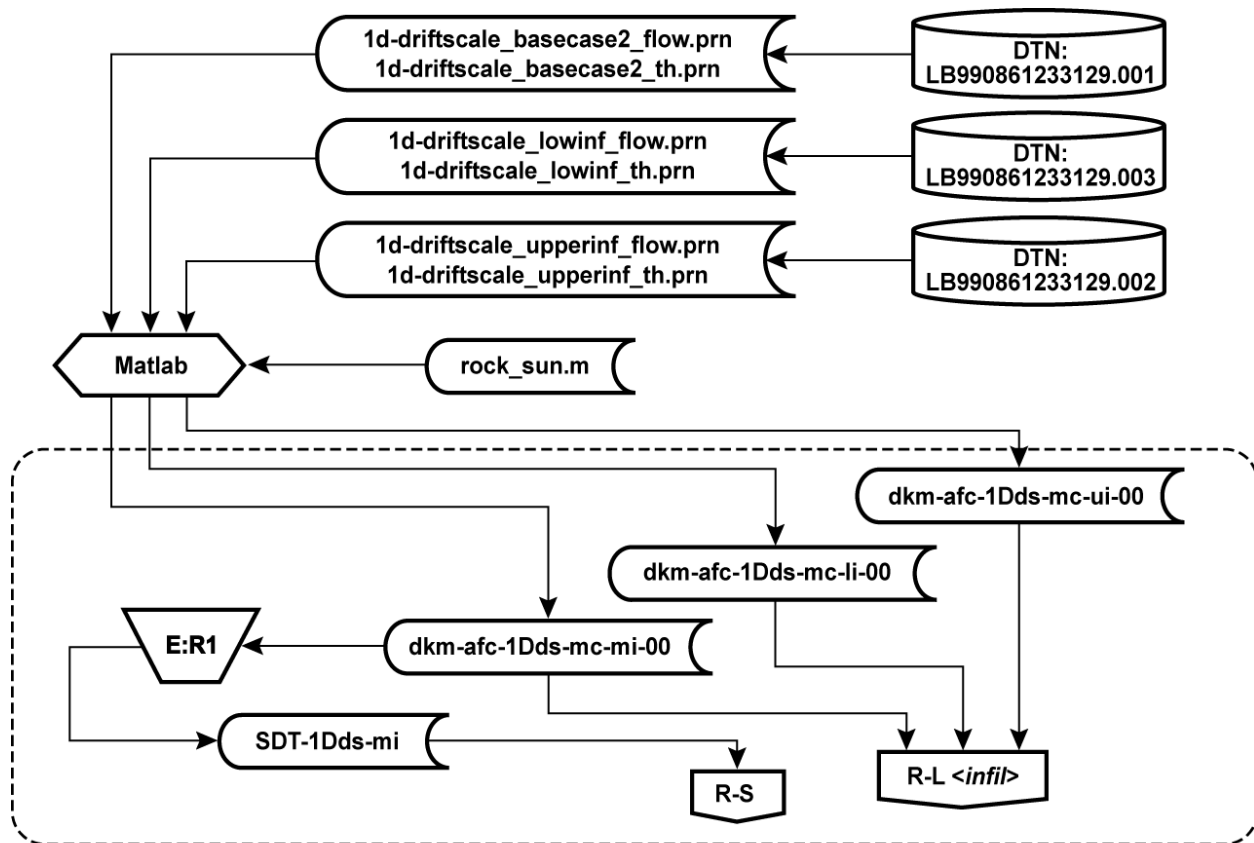 1d-driftscale_basecase2_flow.prn
1d-driftscale_basecase2_th.prn
DTN:
LB990861233129.001
1d-driftscale_lowinf_flow.prn
1d-driftscale_lowinf_th.prn
DTN:
LB990861233129.003
1d-driftscale_upperinf_flow.prn
1d-driftscale_upperinf_th.prn
DTN:
LB990861233129.002
Matlab
rock_sun.m
dkm-afc-1Dds-mc-ui-00
dkm-afc-1Dds-mc-li-00
E:R1
dkm-afc-1Dds-mc-mi-00
SDT-1Dds-mi
R-S
R-L <infil>